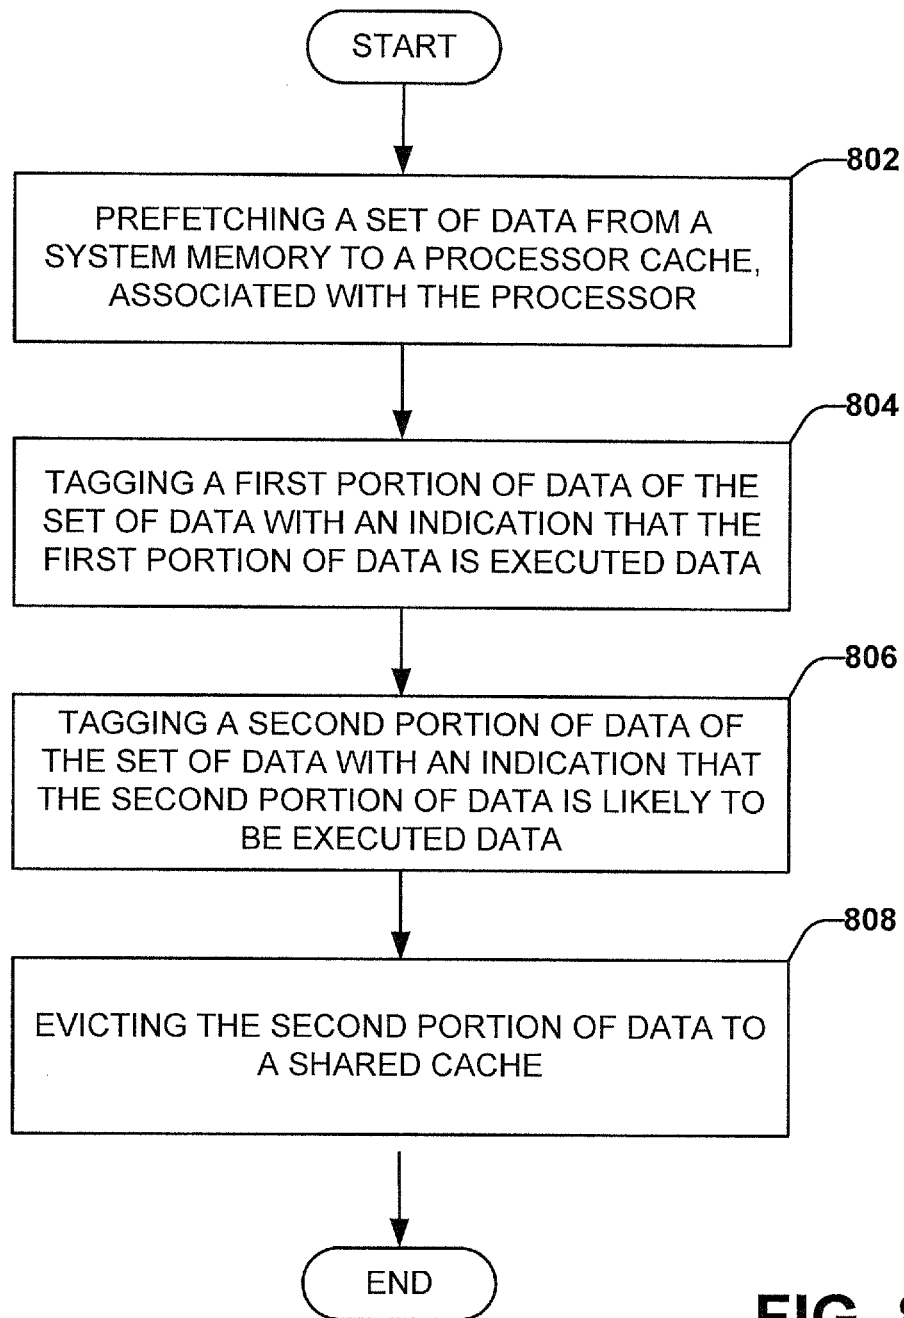 START
802
PREFETCHING A SET OF DATA FROM A
SYSTEM MEMORY TO A PROCESSOR CACHE,
ASSOCIATED WITH THE PROCESSOR
804
TAGGING A FIRST PORTION OF DATA OF THE
SET OF DATA WITH AN INDICATION THAT THE
FIRST PORTION OF DATA IS EXECUTED DATA
806
TAGGING A SECOND PORTION OF DATA OF
THE SET OF DATA WITH AN INDICATION THAT
THE SECOND PORTION OF DATA IS LIKELY TO
BE EXECUTED DATA
808
EVICTING THE SECOND PORTION OF DATA TO
A SHARED CACHE
END
FIG. 8